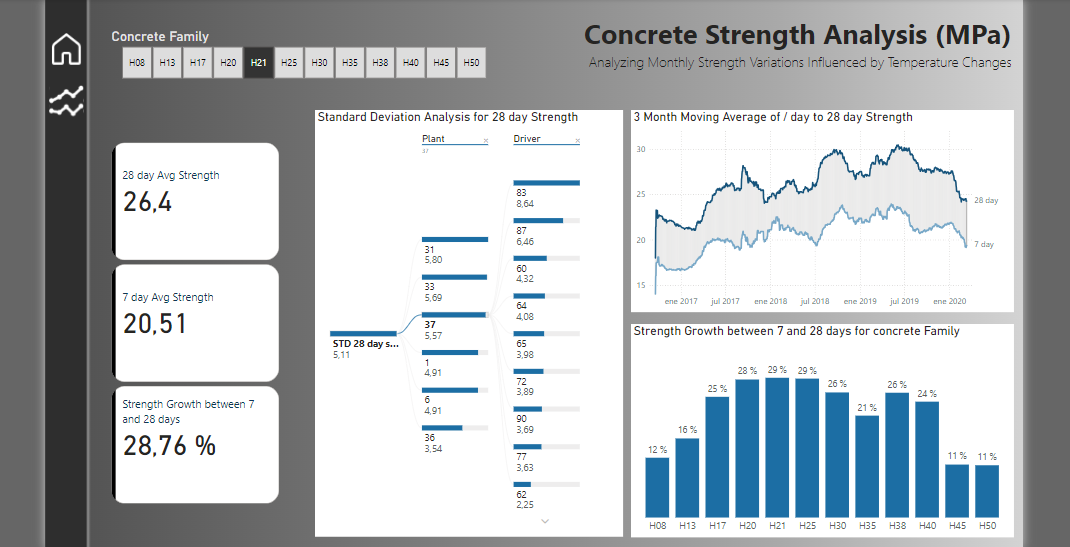 Concrete Family
H08 H13 H17 H20 H21 H25 H30 H35 H38 H40 H45 H50
Concrete Strength Analysis (MPa)
Analyzing Monthly Strength Variations Influenced by Temperature Changes
28 day Avg Strength
26,4
7 day Avg Strength
20,51
Strength Growth between 7
and 28 days
28,76 %
Standard Deviation Analysis for 28 day Strength
Plant
37
Driver
STD 28 day s...
5,11
31
5,80
33
5,69
37
5,57
1
4,91
6
4,91
36
3,54
83
8,64
87
6,46
60
4,32
64
4,08
65
3,98
72
3,89
90
3,69
77
3,63
62
2,25
3 Month Moving Average of / day to 28 day Strength
30
25
20
15
28 day
7 day
ene 2017 jul 2017 ene 2018 jul 2018 ene 2019 jul 2019 ene 2020
Strength Growth between 7 and 28 days for concrete Family
12 % 16 % 25 % 28 % 29 % 29 % 26 % 21 % 26 % 24 % 11 % 11 %
H08 H13 H17 H20 H21 H25 H30 H35 H38 H40 H45 H50